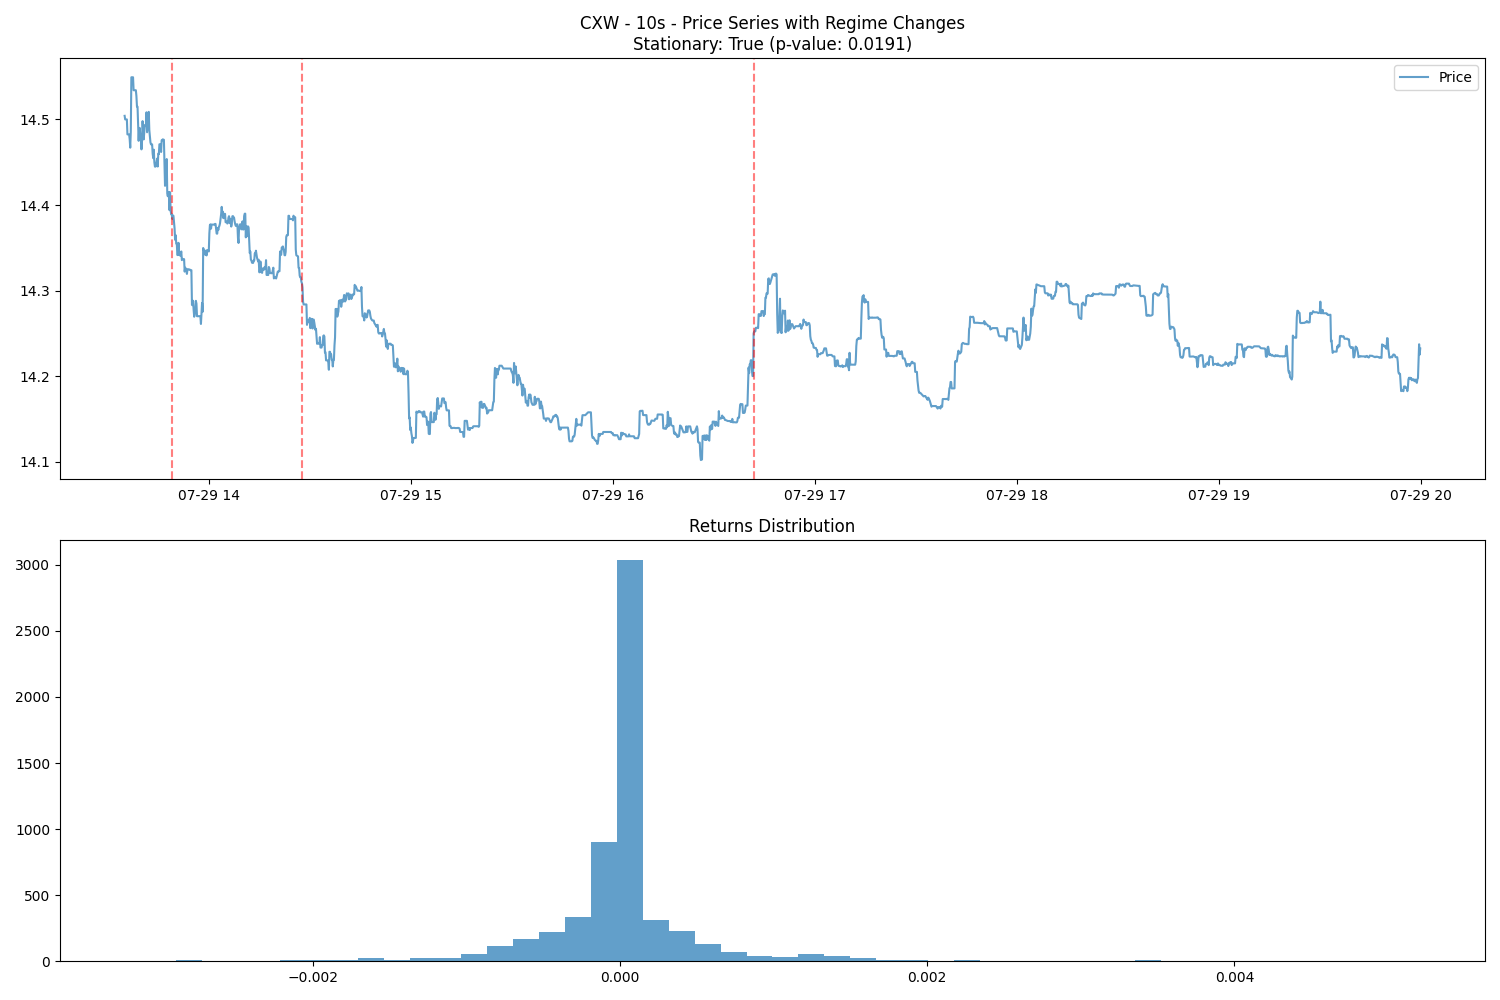 CXW - 10s - Price Series with Regime Changes
Stationary: True (p-value: 0.0191)
Price
14.5
14.4
14.3
14.2
14.1
07-29 14 07-29 15 07-29 16 07-29 17 07-29 18 07-29 19 07-29 20
Returns Distribution
3000
2500
2000
1500
1000
500
0
−0.002 0.000 0.002 0.004